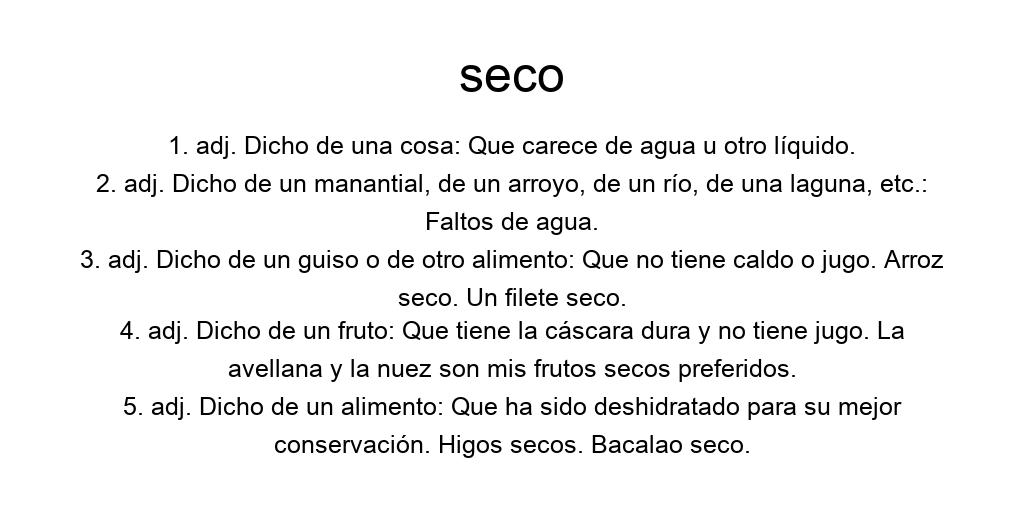 seco
1. adj. Dicho de una cosa: Que carece de agua u otro líquido.
2. adj. Dicho de un manantial, de un arroyo, de un río, de una laguna, etc.:
Faltos de agua.
3. adj. Dicho de un guiso o de otro alimento: Que no tiene caldo o jugo. Arroz
seco. Un filete seco.
4. adj. Dicho de un fruto: Que tiene la cáscara dura y no tiene jugo. La
avellana y la nuez son mis frutos secos preferidos.
5. adj. Dicho de un alimento: Que ha sido deshidratado para su mejor
conservación. Higos secos. Bacalao seco.